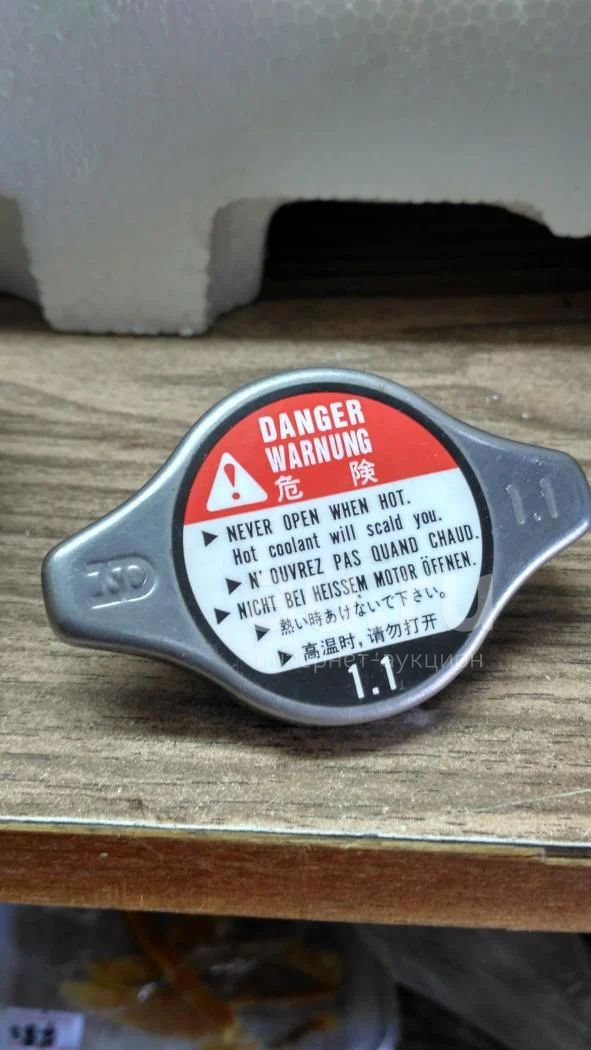 DANGER
WARNUNG
危 険
▶ NEVER OPEN WHEN HOT.
Hot coolant will scald you.
▶ N'OUVREZ PAS QUAND CHAUD.
▶ NICHT BEI HEISSEM MOTOR ÖFFNEN.
▶ 熱い時あけないで下さい。
▶ 高温时,请勿打开
1.1
1.1
интернет-аукцион